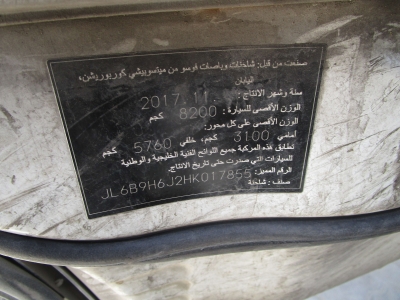 صنعت من قبل: شاحنات وباصات فوسو من ميتسوبيشي كوربوريشن،
اليابان
سنة وشهر الانتاج : 2017.11
الوزن الأقصى للسيارة : 8200 كجم
الوزن الأقصى على كل محور:
أمامي 3100 كجم، خلفي 5760 كجم
تطابق هذه المركبة جميع اللوائح الفنية الخليجية والوطنية
للسيارات التي صدرت حتى تاريخ الانتاج.
الرقم المميز: JL6B9H6J2HK017855
صنف: شاحنة